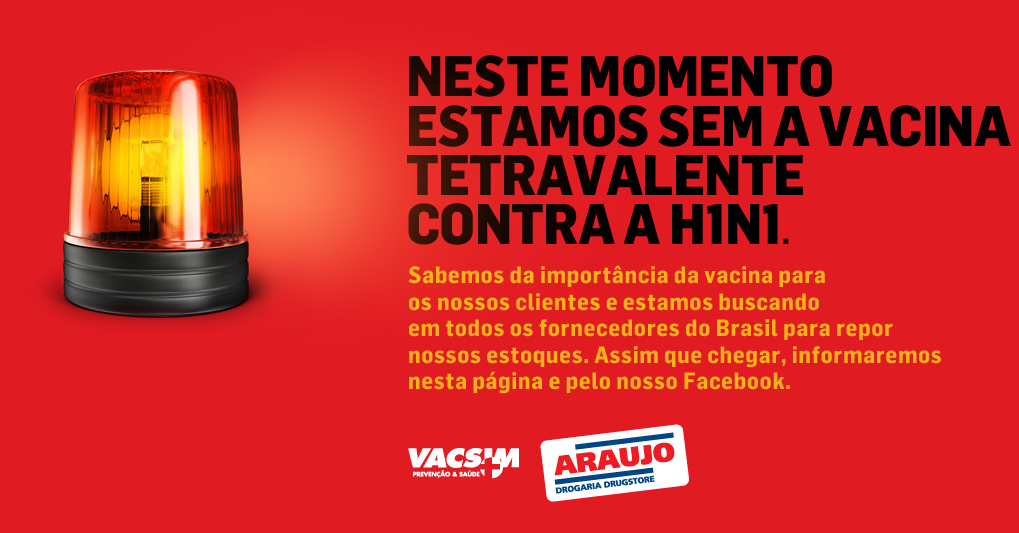 NESTE MOMENTO
ESTAMOS SEM A VACINA
TETRAVALENTE
CONTRA A H1N1.
Sabemos da importância da vacina para
os nossos clientes e estamos buscando
em todos os fornecedores do Brasil para repor
nossos estoques. Assim que chegar, informaremos
nesta página e pelo nosso Facebook.
VACSIM
PREVENÇÃO & SAÚDE
ARAUJO
DROGARIA DRUGSTORE